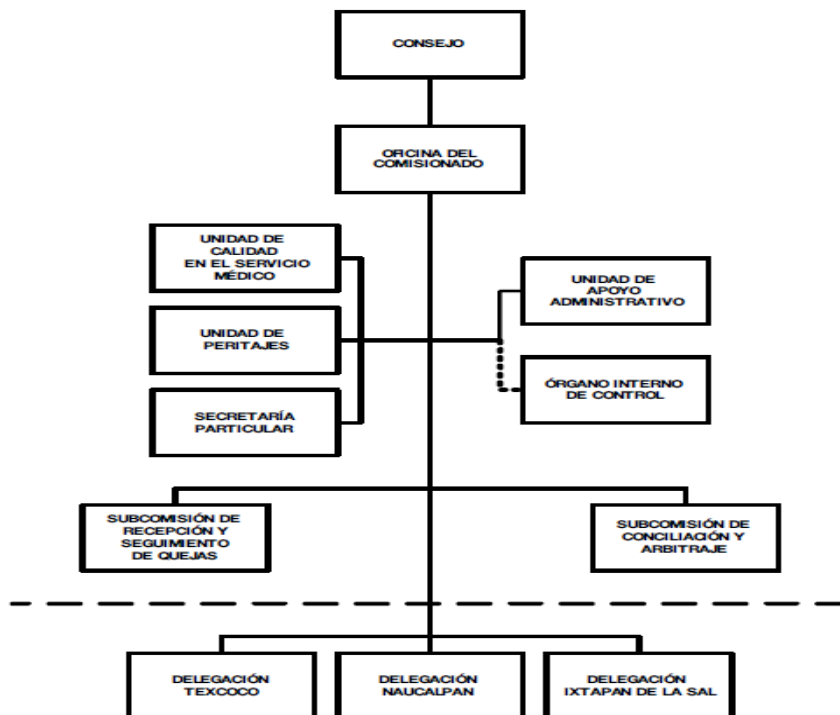 CONSEJO
OFICINA DEL
COMISIONADO
UNIDAD DE
CALIDAD
EN EL SERVICIO
MÉDICO
UNIDAD DE
APOYO
ADMINISTRATIVO
UNIDAD DE
PERITAJES
ÓRGANO INTERNO
DE CONTROL
SECRETARÍA
PARTICULAR
SUBCOMISIÓN DE
RECEPCIÓN Y
SEGUIMIENTO
DE QUEJAS
SUBCOMISIÓN DE
CONCILIACIÓN Y
ARBITRAJE
DELEGACIÓN
TEXCOCO
DELEGACIÓN
NAUCALPAN
DELEGACIÓN
IXTAPAN DE LA SAL